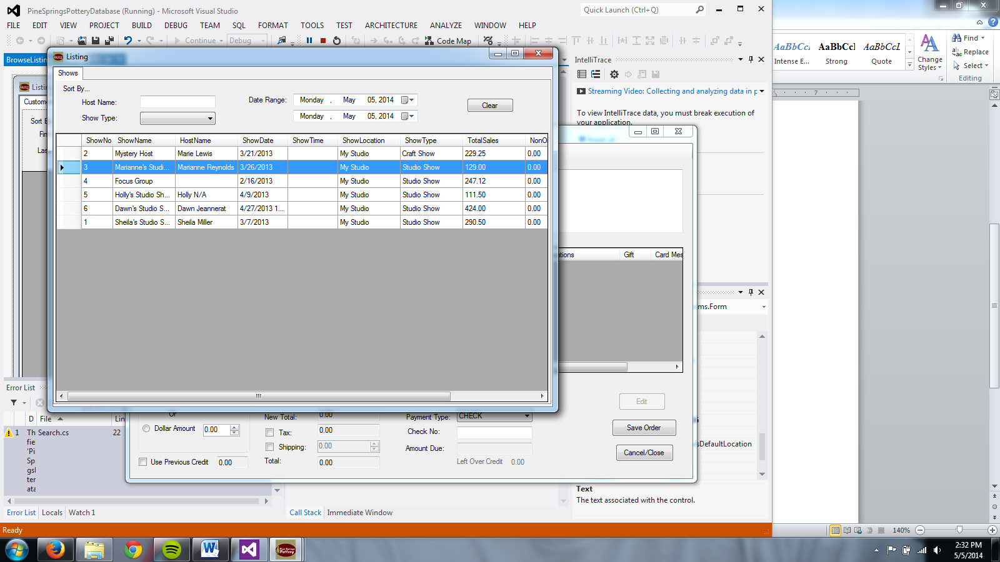 PineSpringsPotteryDatabase (Running) - Microsoft Visual Studio
Quick Launch (Ctrl+Q)
FILE EDIT VIEW PROJECT BUILD DEBUG TEAM SQL FORMAT TOOLS TEST ARCHITECTURE ANALYZE WINDOW HELP
Continue Debug Code Map
AaBbCcI AaBbCcI AaBbCcL
Intense E... Strong Quote
Change Styles
Find
Replace
Select
Editing
BrowseListin
Listing
IntelliTrace
Shows
Sort By...
Host Name:
Show Type:
Date Range: Monday , May 05, 2014
Monday , May 05, 2014
Clear
Streaming Video: Collecting and analyzing data in p
To view IntelliTrace data, you must break execution of
your application.
Listin
Custome
Sort B
Fin
Las
ShowNo ShowName HostName ShowDate ShowTime ShowLocation ShowType TotalSales NonO
2 Mystery Host Marie Lewis 3/21/2013 My Studio Craft Show 229.25 0.00
3 Marianne's Studi... Marianne Reynolds 3/26/2013 My Studio Studio Show 129.00 0.00
4 Focus Group 2/16/2013 My Studio Studio Show 247.12 0.00
5 Holly's Studio Sh... Holly N/A 4/9/2013 My Studio Studio Show 111.50 0.00
6 Dawn's Studio S... Dawn Jeannerat 4/27/2013 1... My Studio Studio Show 424.00 0.00
1 Sheila's Studio S... Sheila Miller 3/7/2013 My Studio Studio Show 290.50 0.00
7
ations Gift Card Mes
ms.Form
Edit
Save Order
Cancel/Close
Or
Dollar Amount 0.00
Use Previous Credit 0.00
New Total: 0.00
Tax: 0.00
Shipping: 0.00
Total: 0.00
Payment Type: CHECK
Check No:
Amount Due:
Left Over Credit 0.00
sDefaultLocation
Text
The text associated with the control.
Error List
D File Lin
1 Th Search.cs 22
fie
'Pi
Sp
gsl
ter
ata
Error List Locals Watch 1
Call Stack Immediate Window
Ready
140%
Pine Springs
Pottery
2:32 PM
5/5/2014